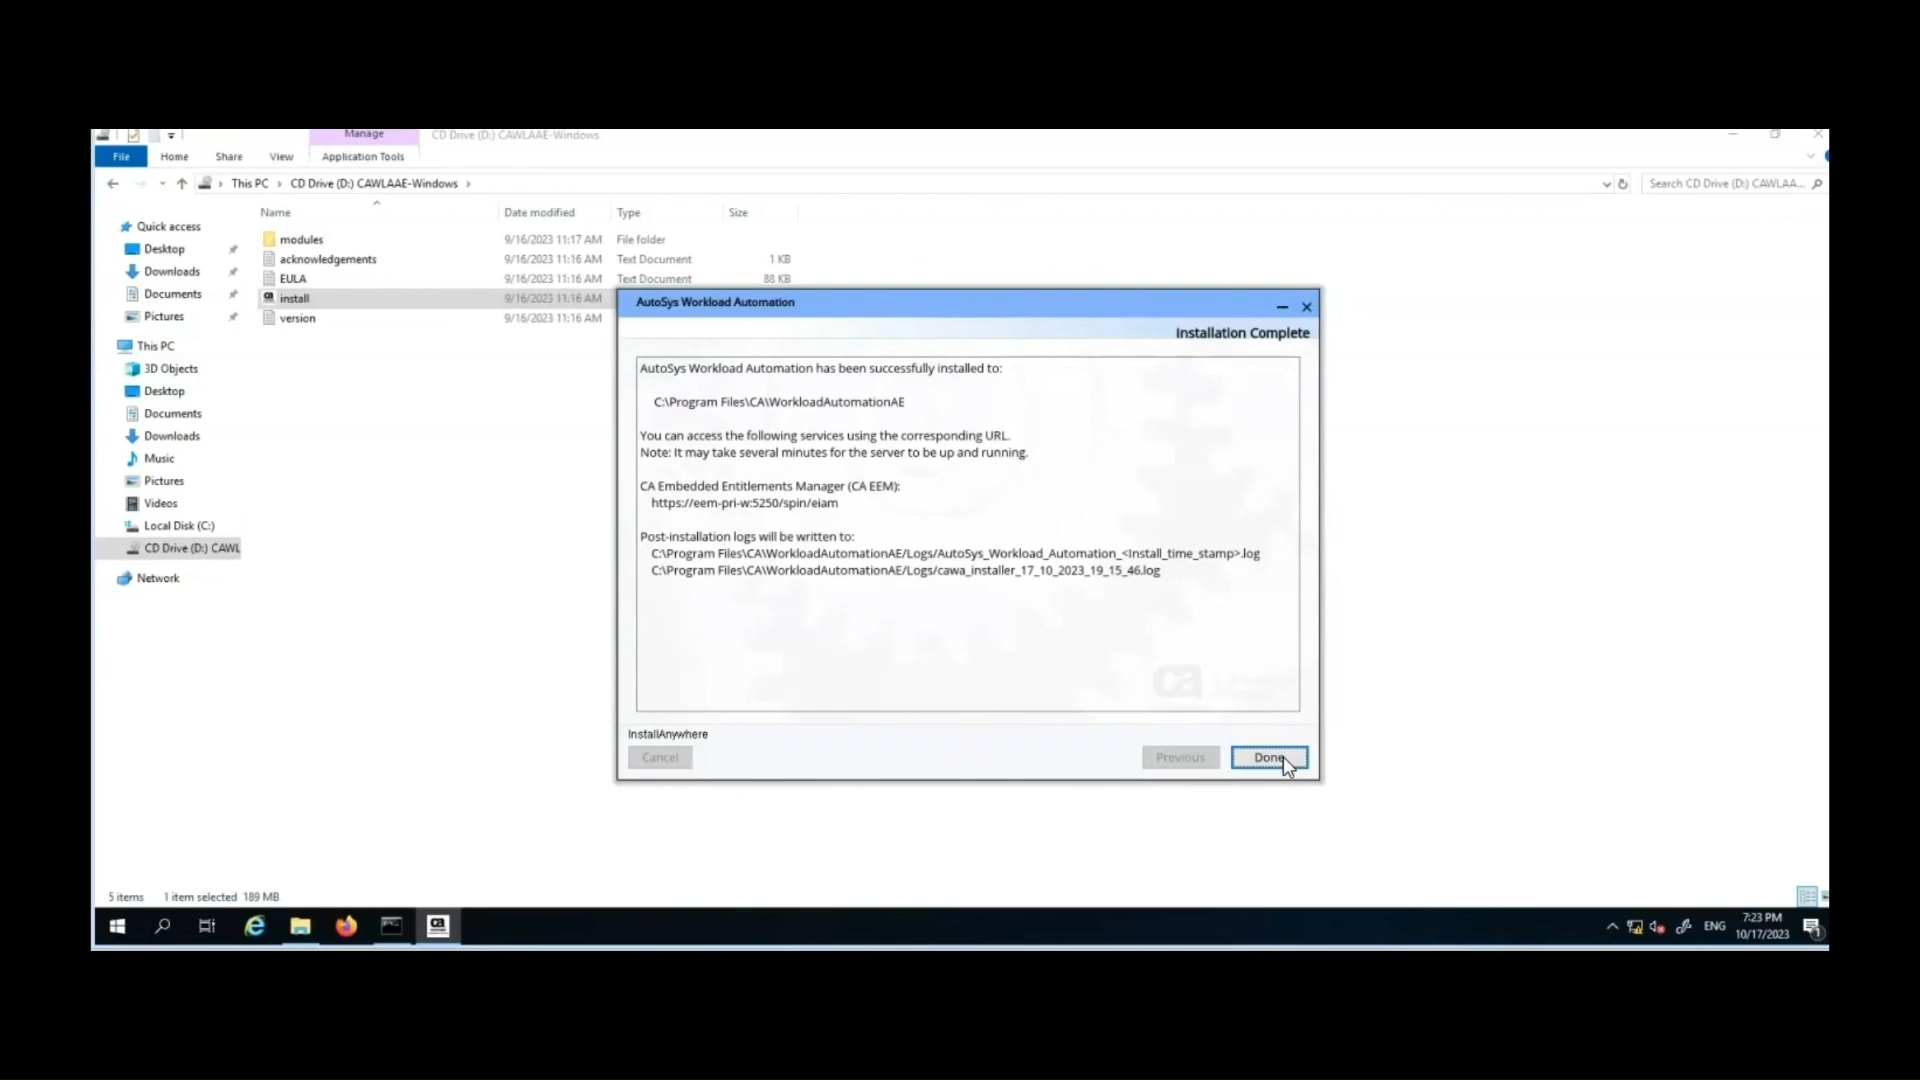 Manage
CD Drive (D:) CAWLAAE-Windows
File
Home
Share
View
Application Tools
This PC > CD Drive (D:) CAWLAAE-Windows >
Search CD Drive (D:) CAWLAA...
Name
Date modified
Type
Size
Quick access
Desktop
Downloads
Documents
Pictures
This PC
3D Objects
Desktop
Documents
Downloads
Music
Pictures
Videos
Local Disk (C:)
CD Drive (D:) CAWL
Network
modules 9/16/2023 11:17 AM File folder
acknowledgements 9/16/2023 11:16 AM Text Document 1 KB
EULA 9/16/2023 11:16 AM Text Document 88 KB
install 9/16/2023 11:16 AM
version 9/16/2023 11:16 AM
AutoSys Workload Automation
Installation Complete
AutoSys Workload Automation has been successfully installed to:
C:\Program Files\CA\WorkloadAutomationAE
You can access the following services using the corresponding URL.
Note: It may take several minutes for the server to be up and running.
CA Embedded Entitlements Manager (CA EEM):
https://eem-pri-w:5250/spin/eiam
Post-installation logs will be written to:
C:\Program Files\CA\WorkloadAutomationAE/Logs/AutoSys_Workload_Automation_<Install_time_stamp>.log
C:\Program Files\CA\WorkloadAutomationAE/Logs/cawa_installer_17_10_2023_19_15_46.log
ca
InstallAnywhere
Cancel
Previous
Done
5 items
1 item selected 189 MB
ca
ENG
7:23 PM
10/17/2023
1